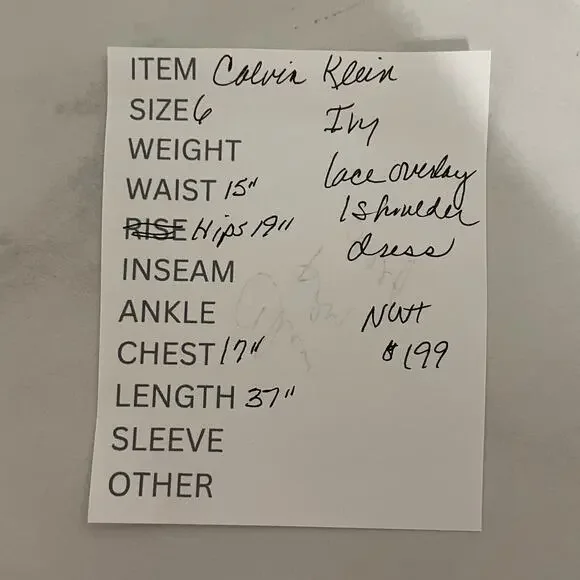 ITEM Calvin Klein
SIZE 6
Ivy
WEIGHT
lace overlay
WAIST 15"
1 shoulder
RISE Hips 19"
dress
INSEAM
ANKLE
NWT
CHEST 17"
$199
LENGTH 37"
SLEEVE
OTHER